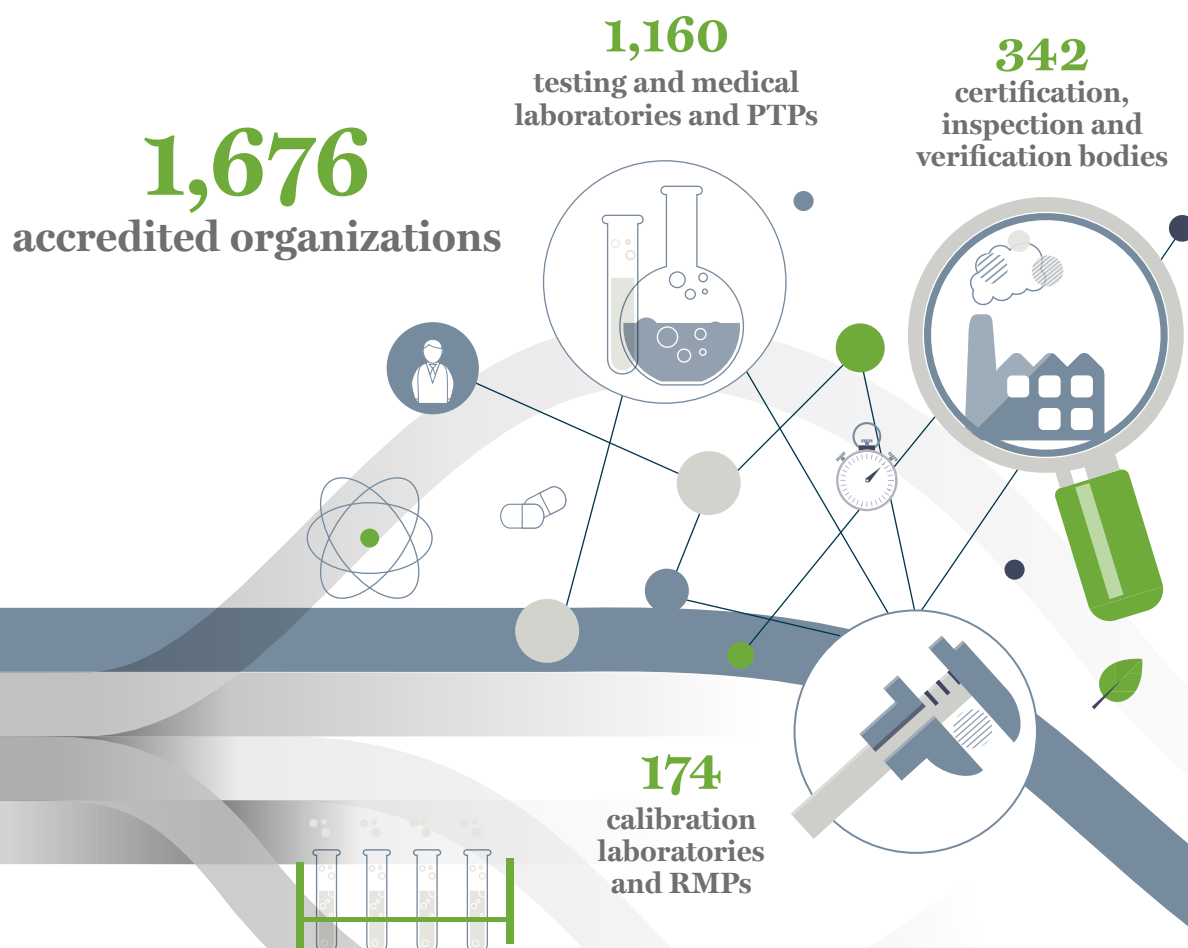 1,676
accredited organizations
1,160
testing and medical
laboratories and PTPs
342
certification,
inspection and
verification bodies
174
calibration
laboratories
and RMPs